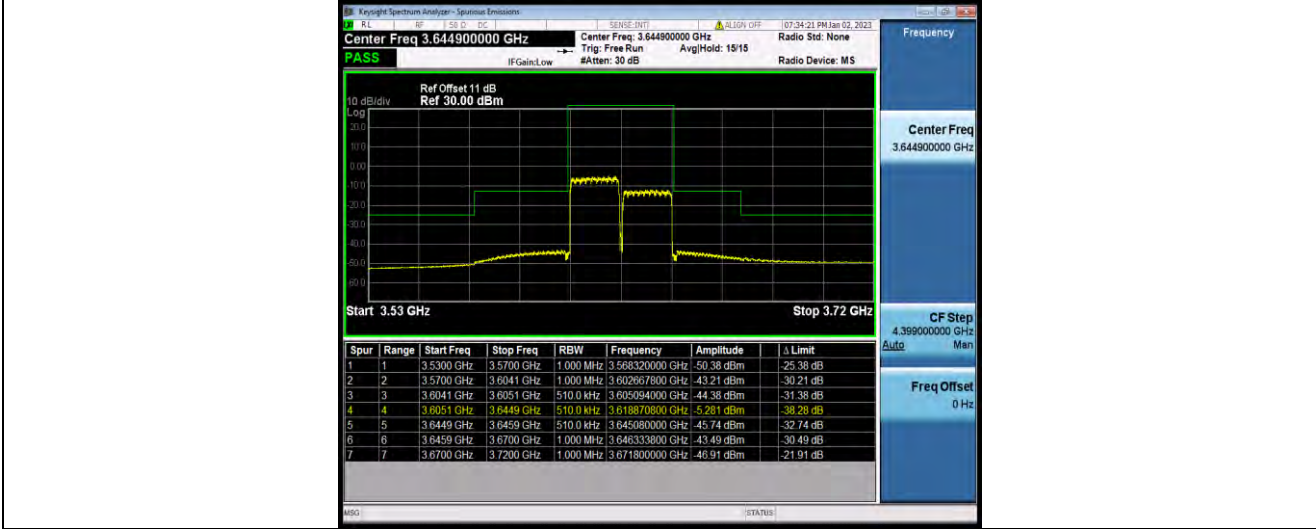 Keysight Spectrum Analyzer - Spurious Emissions
RL RF 50 Ω DC SENSE:INT ALIGN OFF 07:34:21 PM Jan 02, 2023
Center Freq 3.644900000 GHz
Center Freq: 3.644900000 GHz
Radio Std: None
Trig: Free Run Avg|Hold: 15/15
PASS
IFGain:Low
#Atten: 30 dB
Radio Device: MS
Frequency
Ref Offset 11 dB
10 dB/div Ref 30.00 dBm
Log
20.0
10.0
0.00
-10.0
-20.0
-30.0
-40.0
-50.0
-60.0
Start 3.53 GHz Stop 3.72 GHz
Center Freq
3.644900000 GHz
CF Step
4.399000000 GHz
Auto Man
Freq Offset
0 Hz
Spur Range Start Freq Stop Freq RBW Frequency Amplitude Δ Limit
1 1 3.5300 GHz 3.5700 GHz 1.000 MHz 3.568320000 GHz -50.38 dBm -25.38 dB
2 2 3.5700 GHz 3.6041 GHz 1.000 MHz 3.602667800 GHz -43.21 dBm -30.21 dB
3 3 3.6041 GHz 3.6051 GHz 510.0 kHz 3.605094000 GHz -44.38 dBm -31.38 dB
4 4 3.6051 GHz 3.6449 GHz 510.0 kHz 3.618870800 GHz -5.281 dBm -38.28 dB
5 5 3.6449 GHz 3.6459 GHz 510.0 kHz 3.645080000 GHz -45.74 dBm -32.74 dB
6 6 3.6459 GHz 3.6700 GHz 1.000 MHz 3.646333800 GHz -43.49 dBm -30.49 dB
7 7 3.6700 GHz 3.7200 GHz 1.000 MHz 3.671800000 GHz -46.91 dBm -21.91 dB
MSG STATUS